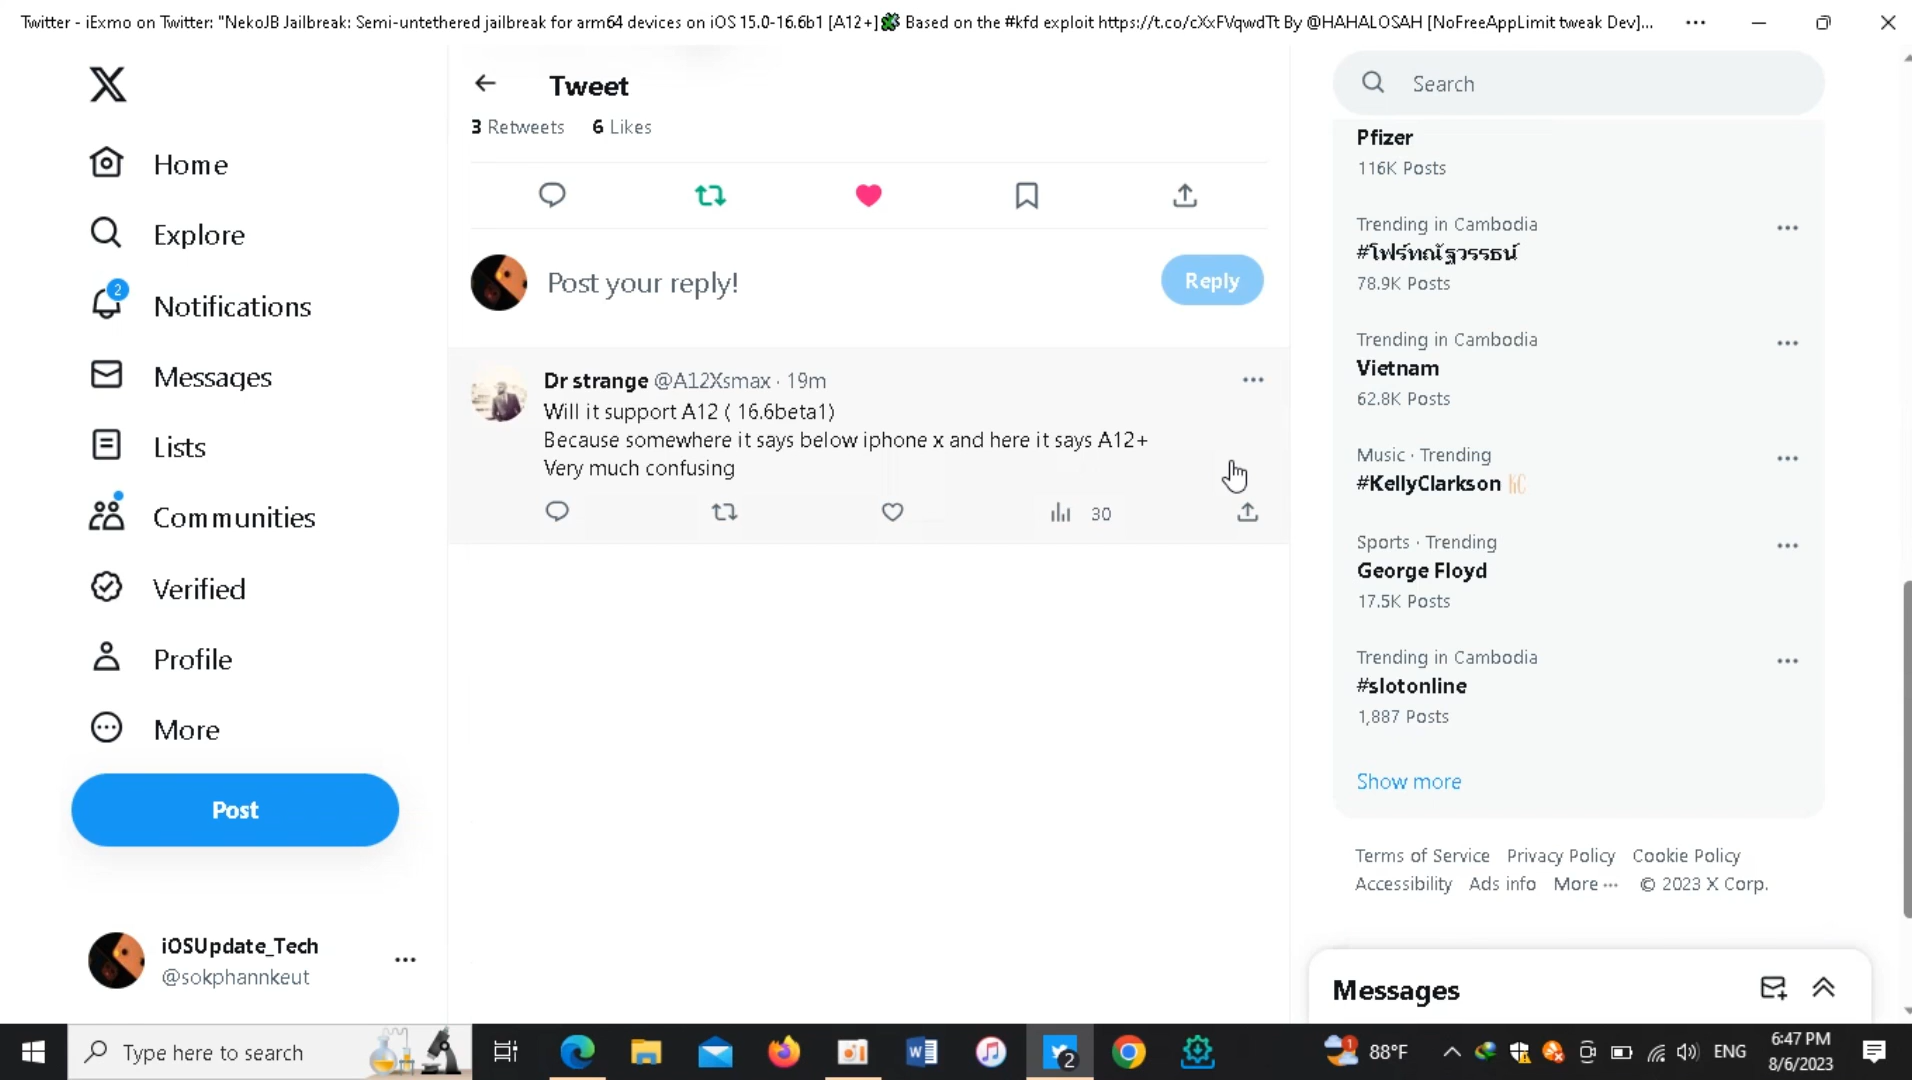 Twitter - iExmo on Twitter: "NekoJB Jailbreak: Semi-untethered jailbreak for arm64 devices on iOS 15.0-16.6b1 [A12+]🧩 Based on the #kfd exploit https://t.co/cXxFVqwdTt By @HAHALOSAH [NoFreeAppLimit tweak Dev]...
Tweet
3 Retweets 6 Likes
Post your reply!
Reply
Dr strange @A12Xsmax · 19m
Will it support A12 ( 16.6beta1)
Because somewhere it says below iphone x and here it says A12+
Very much confusing
30
Home
Explore
2
Notifications
Messages
Lists
Communities
Verified
Profile
More
Post
iOSUpdate_Tech
@sokphannkeut
Search
Pfizer
116K Posts
Trending in Cambodia
#โฟร์ทณัฐวรรธน์
78.9K Posts
Trending in Cambodia
Vietnam
62.8K Posts
Music · Trending
#KellyClarkson KC
Sports · Trending
George Floyd
17.5K Posts
Trending in Cambodia
#slotonline
1,887 Posts
Show more
Terms of Service Privacy Policy Cookie Policy
Accessibility Ads info More ··· © 2023 X Corp.
Messages
Type here to search
2
1
88°F
ENG
6:47 PM
8/6/2023